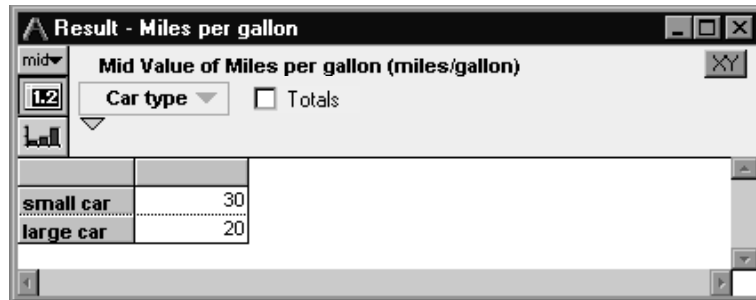 Result - Miles per gallon
mid
Mid Value of Miles per gallon (miles/gallon)
XY
1.2
Car type
Totals
small car 30
large car 20